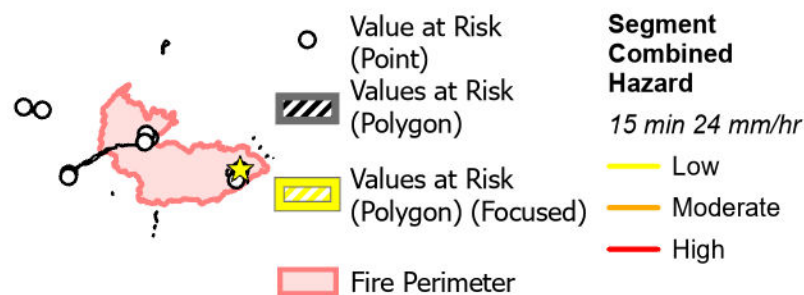 Value at Risk
(Point)
Values at Risk
(Polygon)
Values at Risk
(Polygon) (Focused)
Fire Perimeter
Segment
Combined
Hazard
15 min 24 mm/hr
Low
Moderate
High